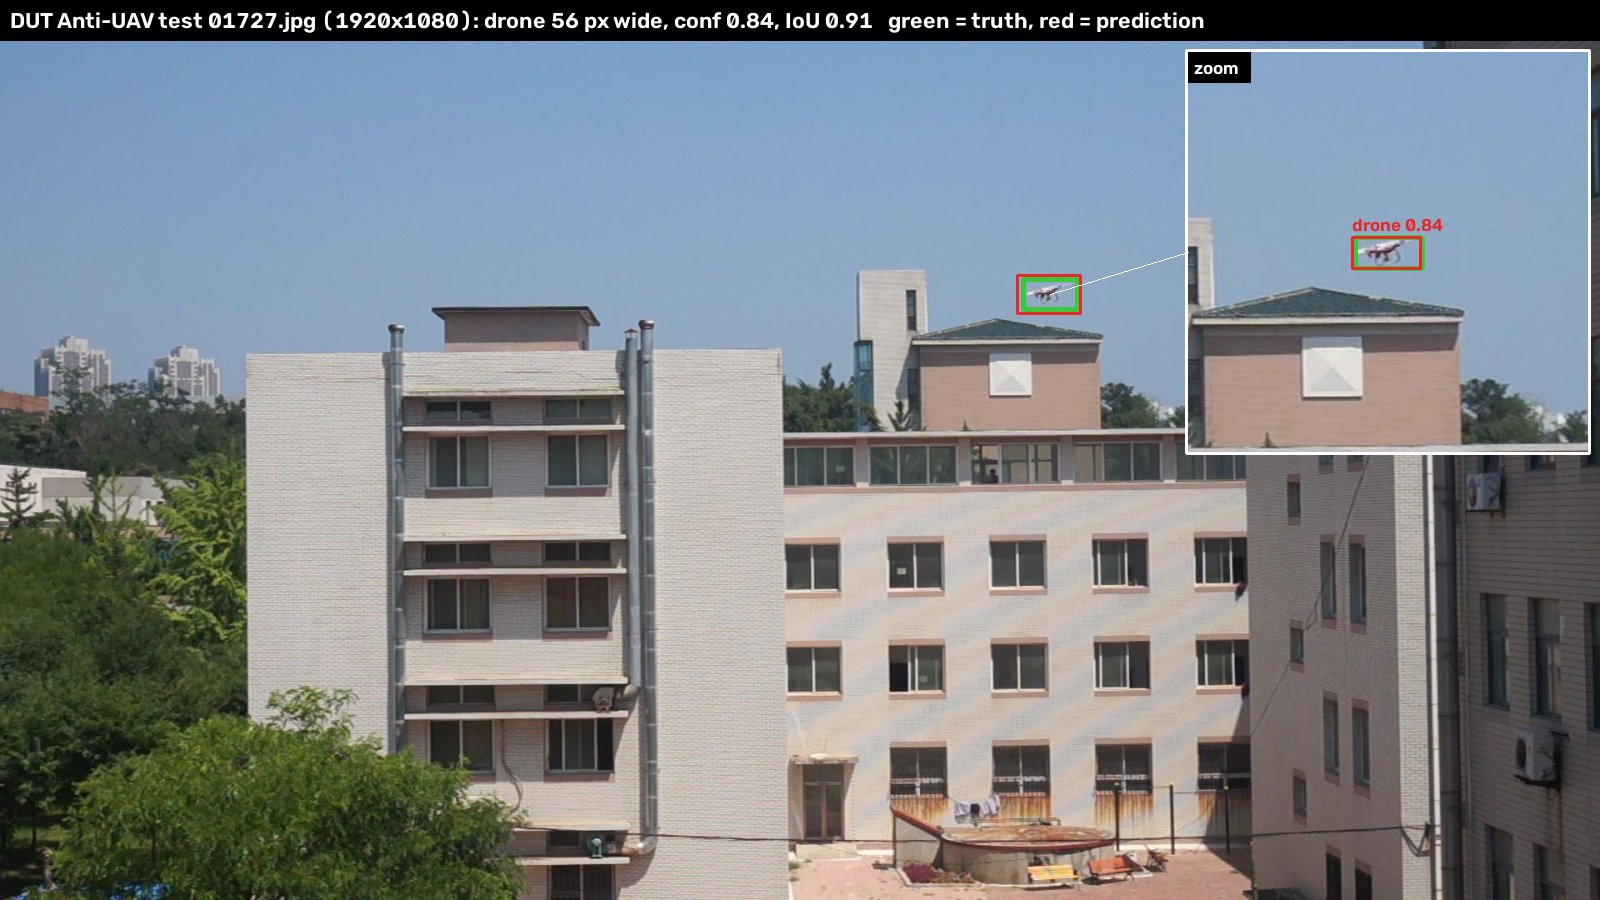 DUT Anti-UAV test 01727.jpg (1920x1080): drone 56 px wide, conf 0.84, IoU 0.91 green = truth, red = prediction
zoom
drone 0.84